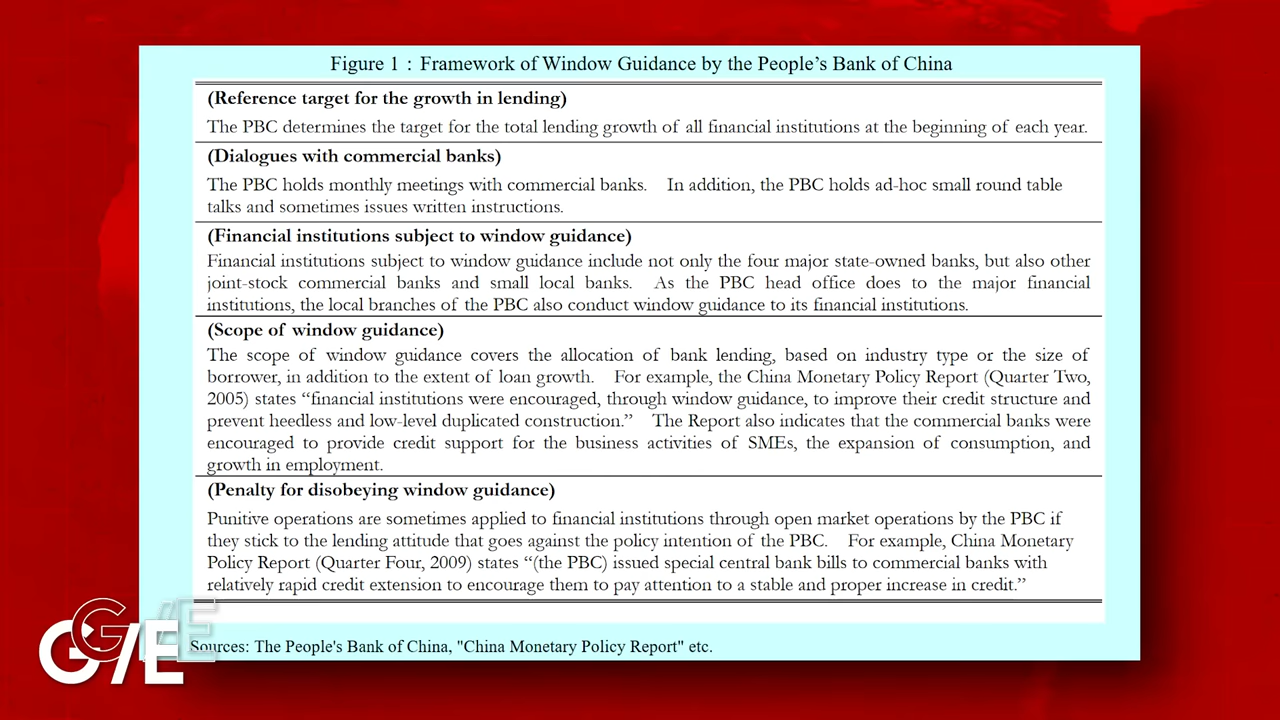 Figure 1 : Framework of Window Guidance by the People's Bank of China
(Reference target for the growth in lending)
The PBC determines the target for the total lending growth of all financial institutions at the beginning of each year.
(Dialogues with commercial banks)
The PBC holds monthly meetings with commercial banks. In addition, the PBC holds ad-hoc small round table
talks and sometimes issues written instructions.
(Financial institutions subject to window guidance)
Financial institutions subject to window guidance include not only the four major state-owned banks, but also other
joint-stock commercial banks and small local banks. As the PBC head office does to the major financial
institutions, the local branches of the PBC also conduct window guidance to its financial institutions.
(Scope of window guidance)
The scope of window guidance covers the allocation of bank lending, based on industry type or the size of
borrower, in addition to the extent of loan growth. For example, the China Monetary Policy Report (Quarter Two,
2005) states “financial institutions were encouraged, through window guidance, to improve their credit structure and
prevent heedless and low-level duplicated construction.” The Report also indicates that the commercial banks were
encouraged to provide credit support for the business activities of SMEs, the expansion of consumption, and
growth in employment.
(Penalty for disobeying window guidance)
Punitive operations are sometimes applied to financial institutions through open market operations by the PBC if
they stick to the lending attitude that goes against the policy intention of the PBC. For example, China Monetary
Policy Report (Quarter Four, 2009) states “(the PBC) issued special central bank bills to commercial banks with
relatively rapid credit extension to encourage them to pay attention to a stable and proper increase in credit.”
Sources: The People's Bank of China, "China Monetary Policy Report" etc.
G/E